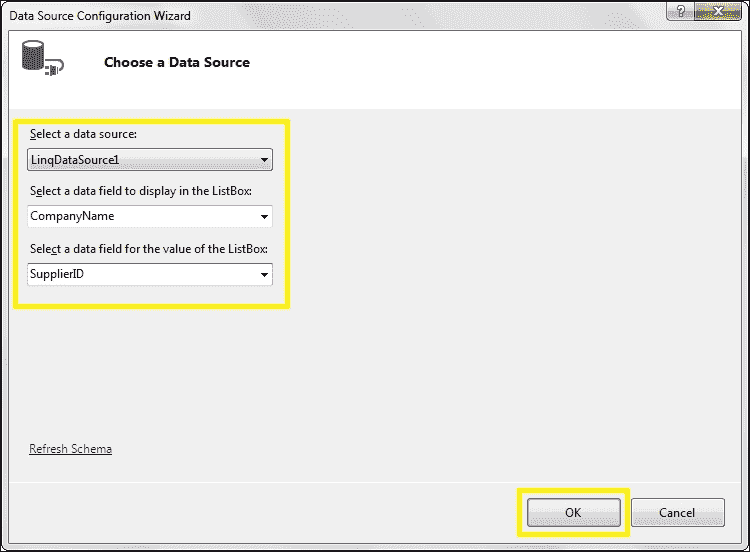 Data Source Configuration Wizard
?
Choose a Data Source
Select a data source:
LinqDataSource1
Select a data field to display in the ListBox:
CompanyName
Select a data field for the value of the ListBox:
SupplierID
Refresh Schema
OK
Cancel